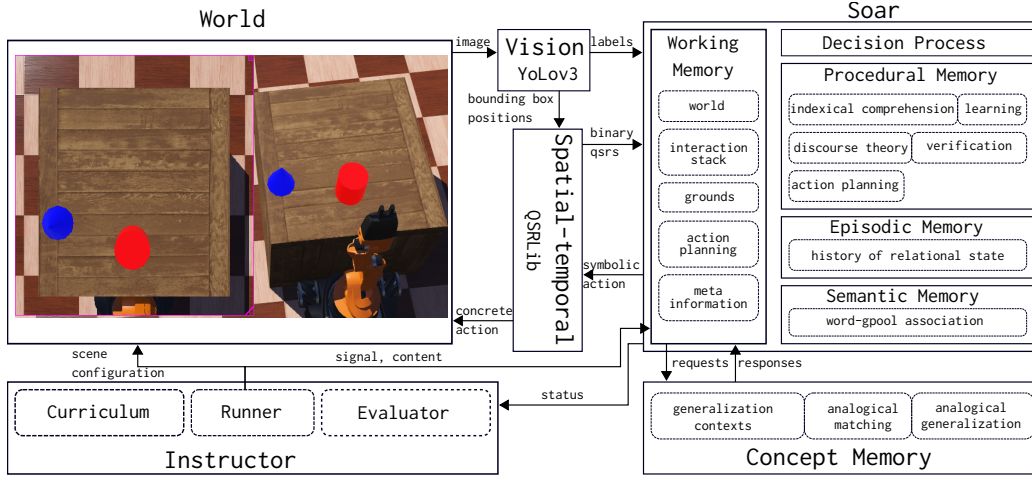 World
image
Vision
YoLov3
labels
bounding box
positions
Spatial-temporal
QSRLib
binary
qsrs
symbolic
action
concrete
action
Soar
Working
Memory
world
interaction
stack
grounds
action
planning
meta
information
Decision Process
Procedural Memory
indexical comprehension
learning
discourse theory
verification
action planning
Episodic Memory
history of relational state
Semantic Memory
word-gpool association
scene
configuration
signal, content
status
requests
responses
Curriculum
Runner
Evaluator
Instructor
generalization
contexts
analogical
matching
analogical
generalization
Concept Memory